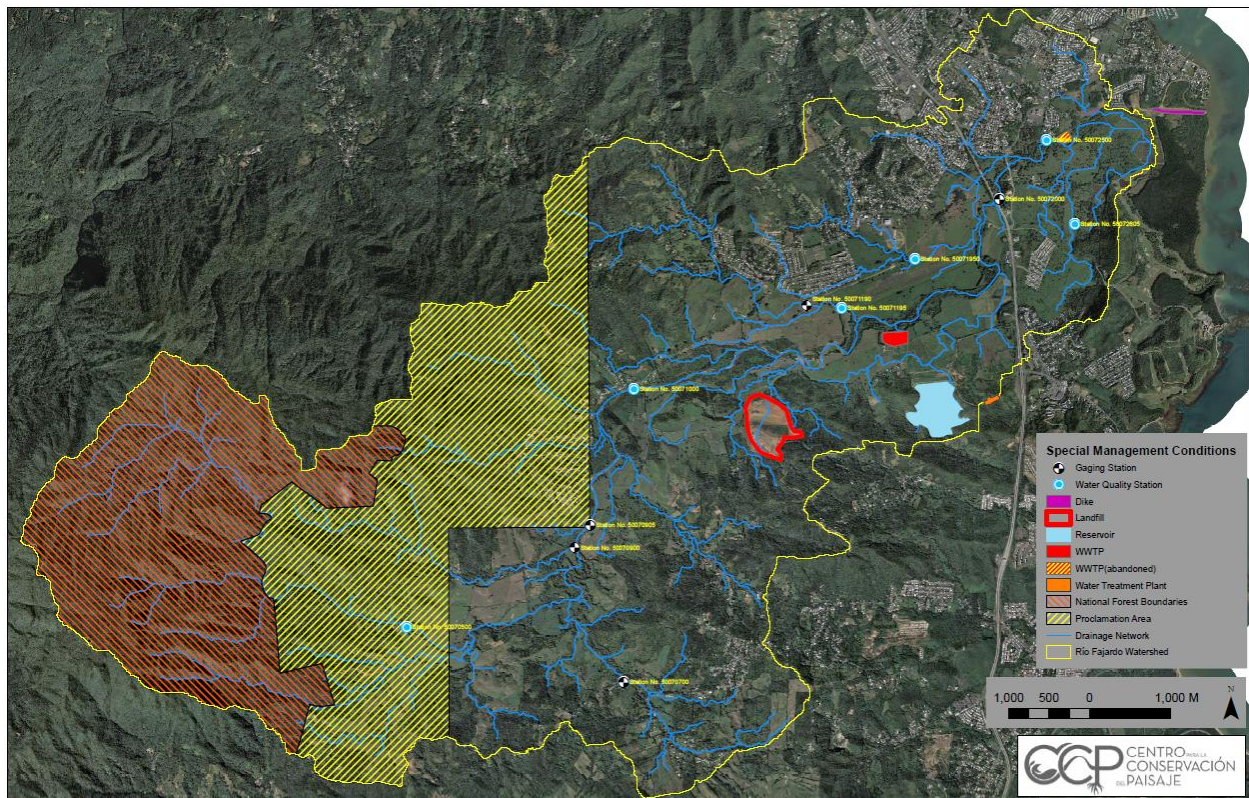 Station No. 50072500
Station No. 50072000
Station No. 55072605
Station No. 50071950
Station No. 50071190
Station No. 50071195
Station No. 50071000
Station No. 50070905
Station No. 50070900
Station No. 50070500
Station No. 50070700
Special Management Conditions
Gaging Station
Water Quality Station
Dike
Landfill
Reservoir
WWTP
WWTP(abandoned)
Water Treatment Plant
National Forest Boundaries
Proclamation Area
Drainage Network
Río Fajardo Watershed
1,000 500 0 1,000 M
N
CCP
CENTRO PARA LA
CONSERVACIÓN
DEL PAISAJE